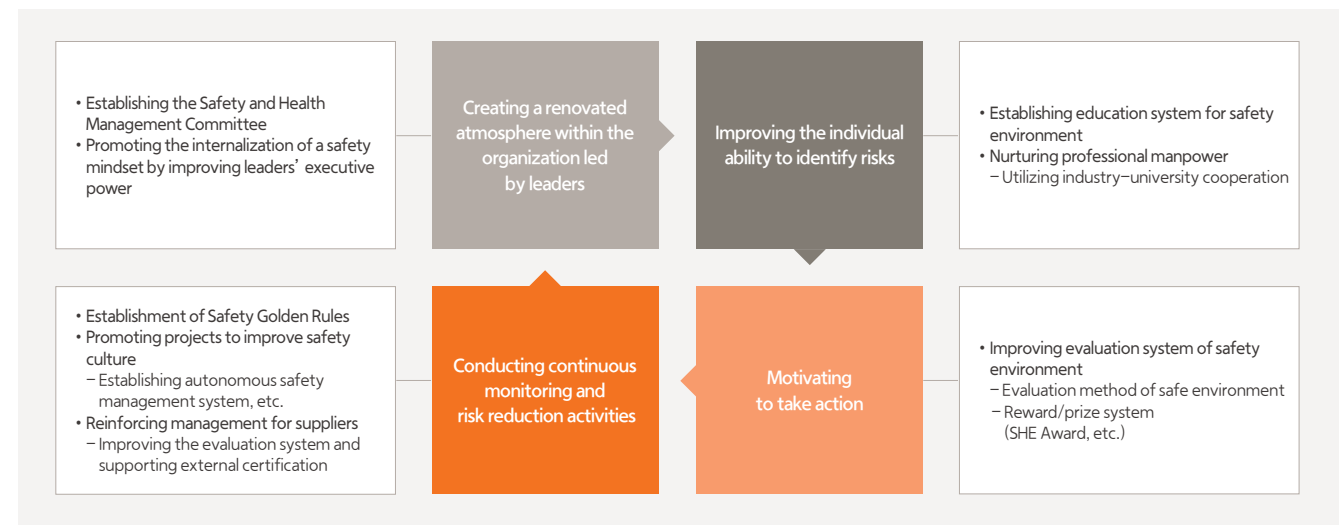 • Establishing the Safety and Health
Management Committee
• Promoting the internalization of a safety
mindset by improving leaders’ executive
power
Creating a renovated
atmosphere within the
organization led
by leaders
Improving the individual
ability to identify risks
• Establishing education system for safety
environment
• Nurturing professional manpower
– Utilizing industry–university cooperation
• Establishment of Safety Golden Rules
• Promoting projects to improve safety
culture
– Establishing autonomous safety
management system, etc.
• Reinforcing management for suppliers
– Improving the evaluation system and
supporting external certification
Conducting continuous
monitoring and
risk reduction activities
Motivating
to take action
• Improving evaluation system of safety
environment
– Evaluation method of safe environment
– Reward/prize system
(SHE Award, etc.)